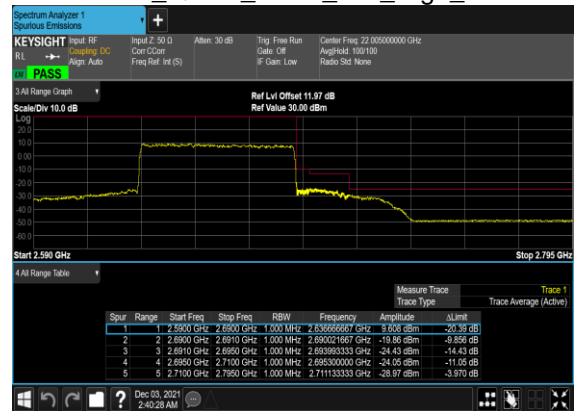 Spectrum Analyzer 1
Spurious Emissions
+
KEYSIGHT Input: RF Input Z: 50 Ω Atten: 30 dB Trig: Free Run Center Freq: 22.005000000 GHz
RL Coupling: DC Corr CCorr Gate: Off Avg|Hold: 100/100
Align: Auto Freq Ref: Int (S) IF Gain: Low Radio Std: None
LXI PASS
3 All Range Graph
Ref Lvl Offset 11.97 dB
Scale/Div 10.0 dB Ref Value 30.00 dBm
Log
20.0
10.0
0.00
-10.0
-20.0
-30.0
-40.0
-50.0
-60.0
Start 2.590 GHz Stop 2.795 GHz
4 All Range Table
Measure Trace Trace 1
Trace Type Trace Average (Active)
Spur Range Start Freq Stop Freq RBW Frequency Amplitude ΔLimit
1 1 2.5900 GHz 2.6900 GHz 1.000 MHz 2.636666667 GHz 9.608 dBm -20.39 dB
2 2 2.6900 GHz 2.6910 GHz 1.000 MHz 2.690021667 GHz -19.86 dBm -9.856 dB
3 3 2.6910 GHz 2.6950 GHz 1.000 MHz 2.693993333 GHz -24.43 dBm -14.43 dB
4 4 2.6950 GHz 2.7100 GHz 1.000 MHz 2.695300000 GHz -24.05 dBm -11.05 dB
5 5 2.7100 GHz 2.7950 GHz 1.000 MHz 2.711133333 GHz -28.97 dBm -3.970 dB
? Dec 03, 2021
2:40:28 AM